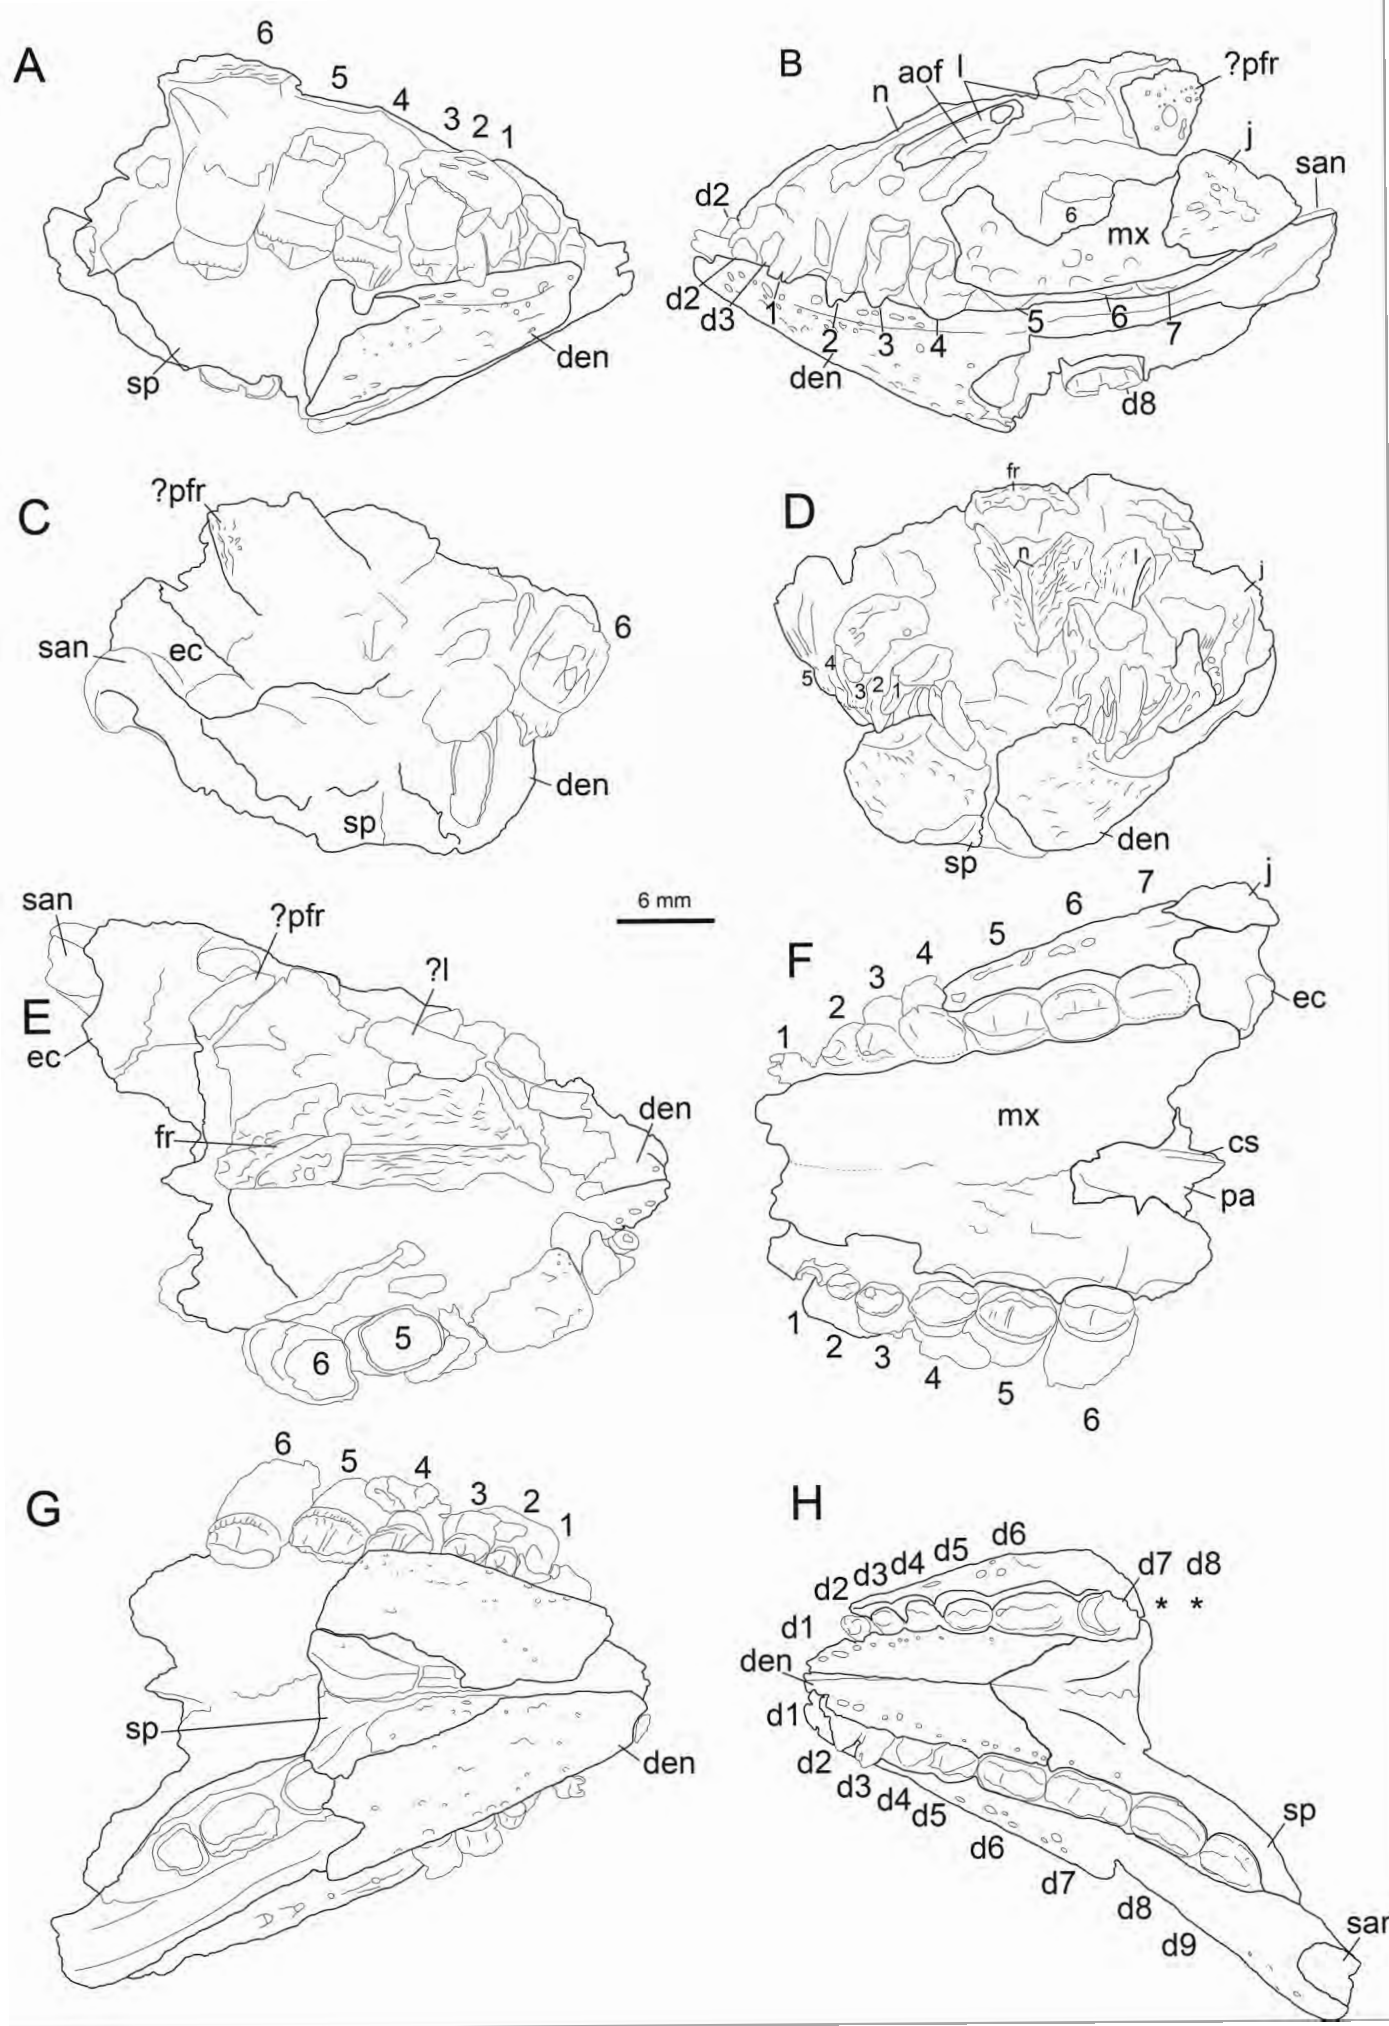 A
6
5
4
3
2
1
sp
den
B
n
aof
l
?pfr
j
san
d2
6
mx
d2
d3
1
2
3
4
5
6
7
den
d8
C
?pfr
san
ec
6
den
sp
D
fr
n
l
j
5
4
3
2
1
den
sp
6 mm
E
san
?pfr
?l
ec
fr
den
5
6
F
1
2
3
4
5
6
7
j
ec
mx
cs
pa
1
2
3
4
5
6
G
6
5
4
3
2
1
sp
den
H
d1
d2
d3
d4
d5
d6
d7
d8
* *
den
d1
d2
d3
d4
d5
d6
d7
d8
d9
sp
san